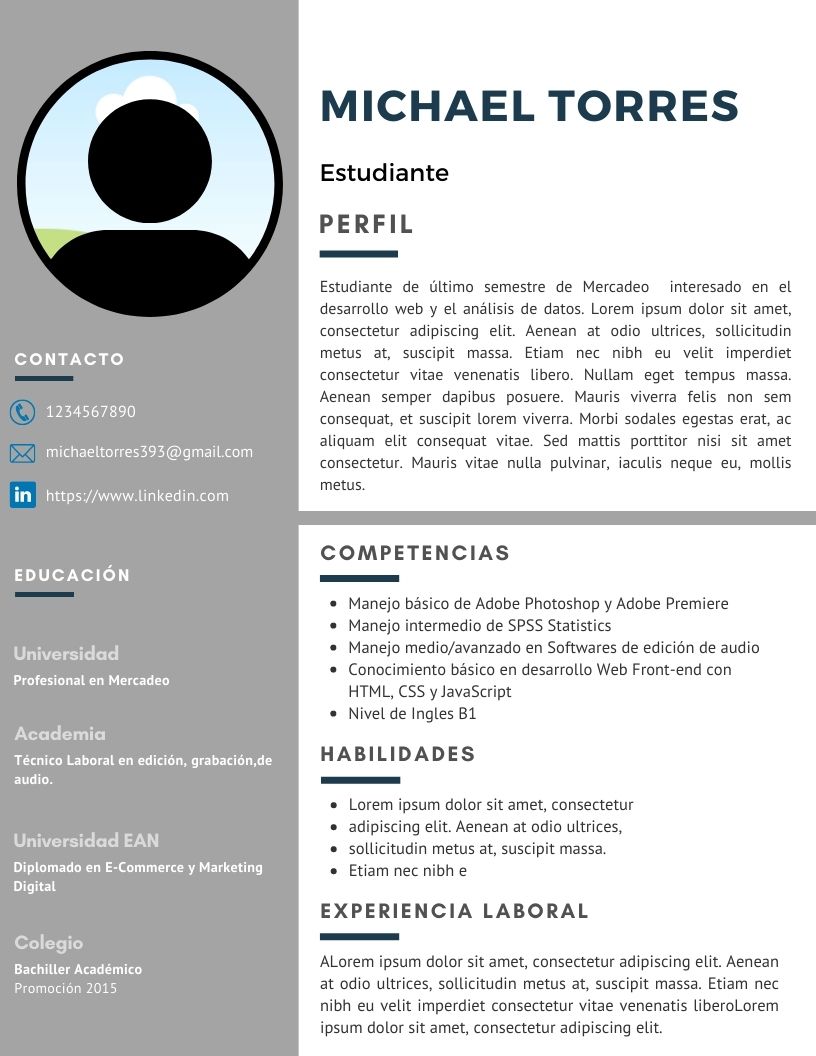 MICHAEL TORRES
Estudiante
PERFIL
Estudiante de último semestre de Mercadeo interesado en el
desarrollo web y el análisis de datos. Lorem ipsum dolor sit amet,
consectetur adipiscing elit. Aenean at odio ultrices, sollicitudin
metus at, suscipit massa. Etiam nec nibh eu velit imperdiet
consectetur vitae venenatis libero. Nullam eget tempus massa.
Aenean semper dapibus posuere. Mauris viverra felis non sem
consequat, et suscipit lorem viverra. Morbi sodales egestas erat, ac
aliquam elit consequat vitae. Sed mattis porttitor nisi sit amet
consectetur. Mauris vitae nulla pulvinar, iaculis neque eu, mollis
metus.
CONTACTO
1234567890
michaeltorres393@gmail.com
in
https://www.linkedin.com
EDUCACIÓN
Universidad
Profesional en Mercadeo
Academia
Técnico Laboral en edición, grabación,de
audio.
Universidad EAN
Diplomado en E-Commerce y Marketing
Digital
Colegio
Bachiller Académico
Promoción 2015
COMPETENCIAS
• Manejo básico de Adobe Photoshop y Adobe Premiere
• Manejo intermedio de SPSS Statistics
• Manejo medio/avanzado en Softwares de edición de audio
• Conocimiento básico en desarrollo Web Front-end con
HTML, CSS y JavaScript
• Nivel de Ingles B1
HABILIDADES
• Lorem ipsum dolor sit amet, consectetur
• adipiscing elit. Aenean at odio ultrices,
• sollicitudin metus at, suscipit massa.
• Etiam nec nibh e
EXPERIENCIA LABORAL
ALorem ipsum dolor sit amet, consectetur adipiscing elit. Aenean
at odio ultrices, sollicitudin metus at, suscipit massa. Etiam nec
nibh eu velit imperdiet consectetur vitae venenatis liberoLorem
ipsum dolor sit amet, consectetur adipiscing elit.